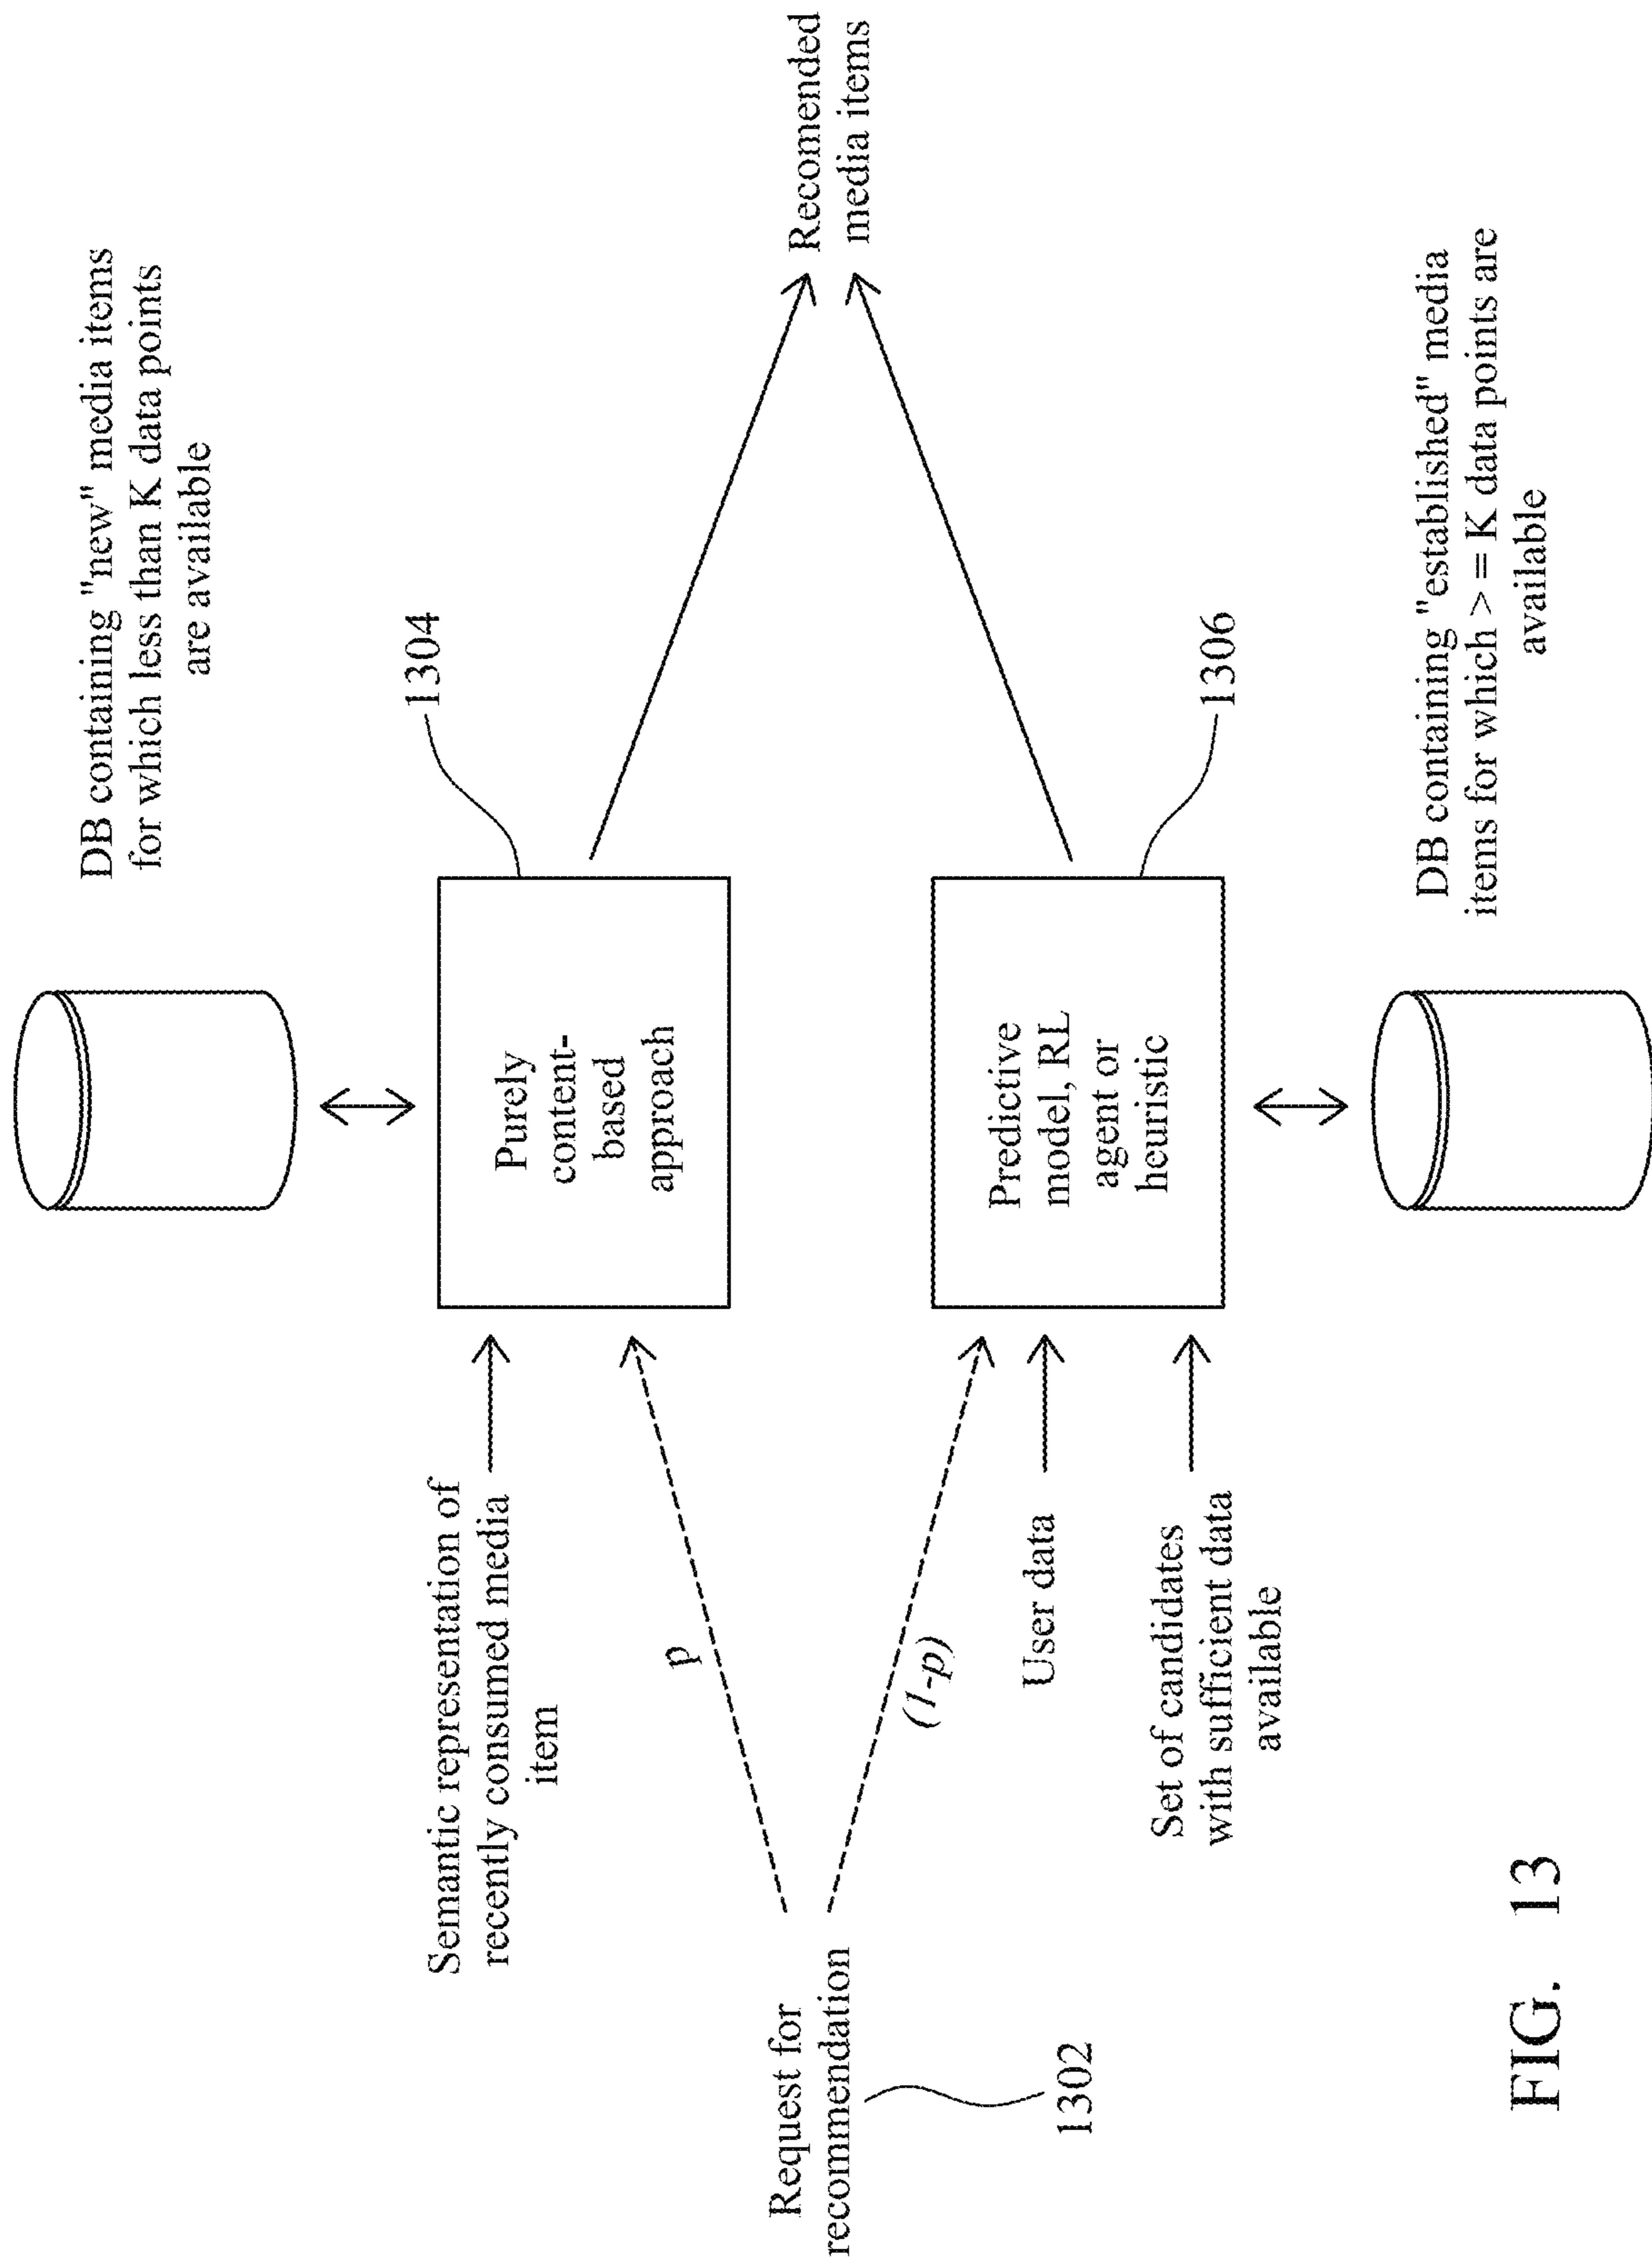 DB containing "new" media items
for which less than K data points
are available
1304
Semantic representation of
recently consumed media
item
Purely
content-
based
approach
p
Request for
recommendation
1302
Recomended
media items
(1-p)
User data
Set of candidates
with sufficient data
available
Predictive
model, RL
agent or
heuristic
1306
DB containing "established" media
items for which > = K data points are
available
FIG. 13